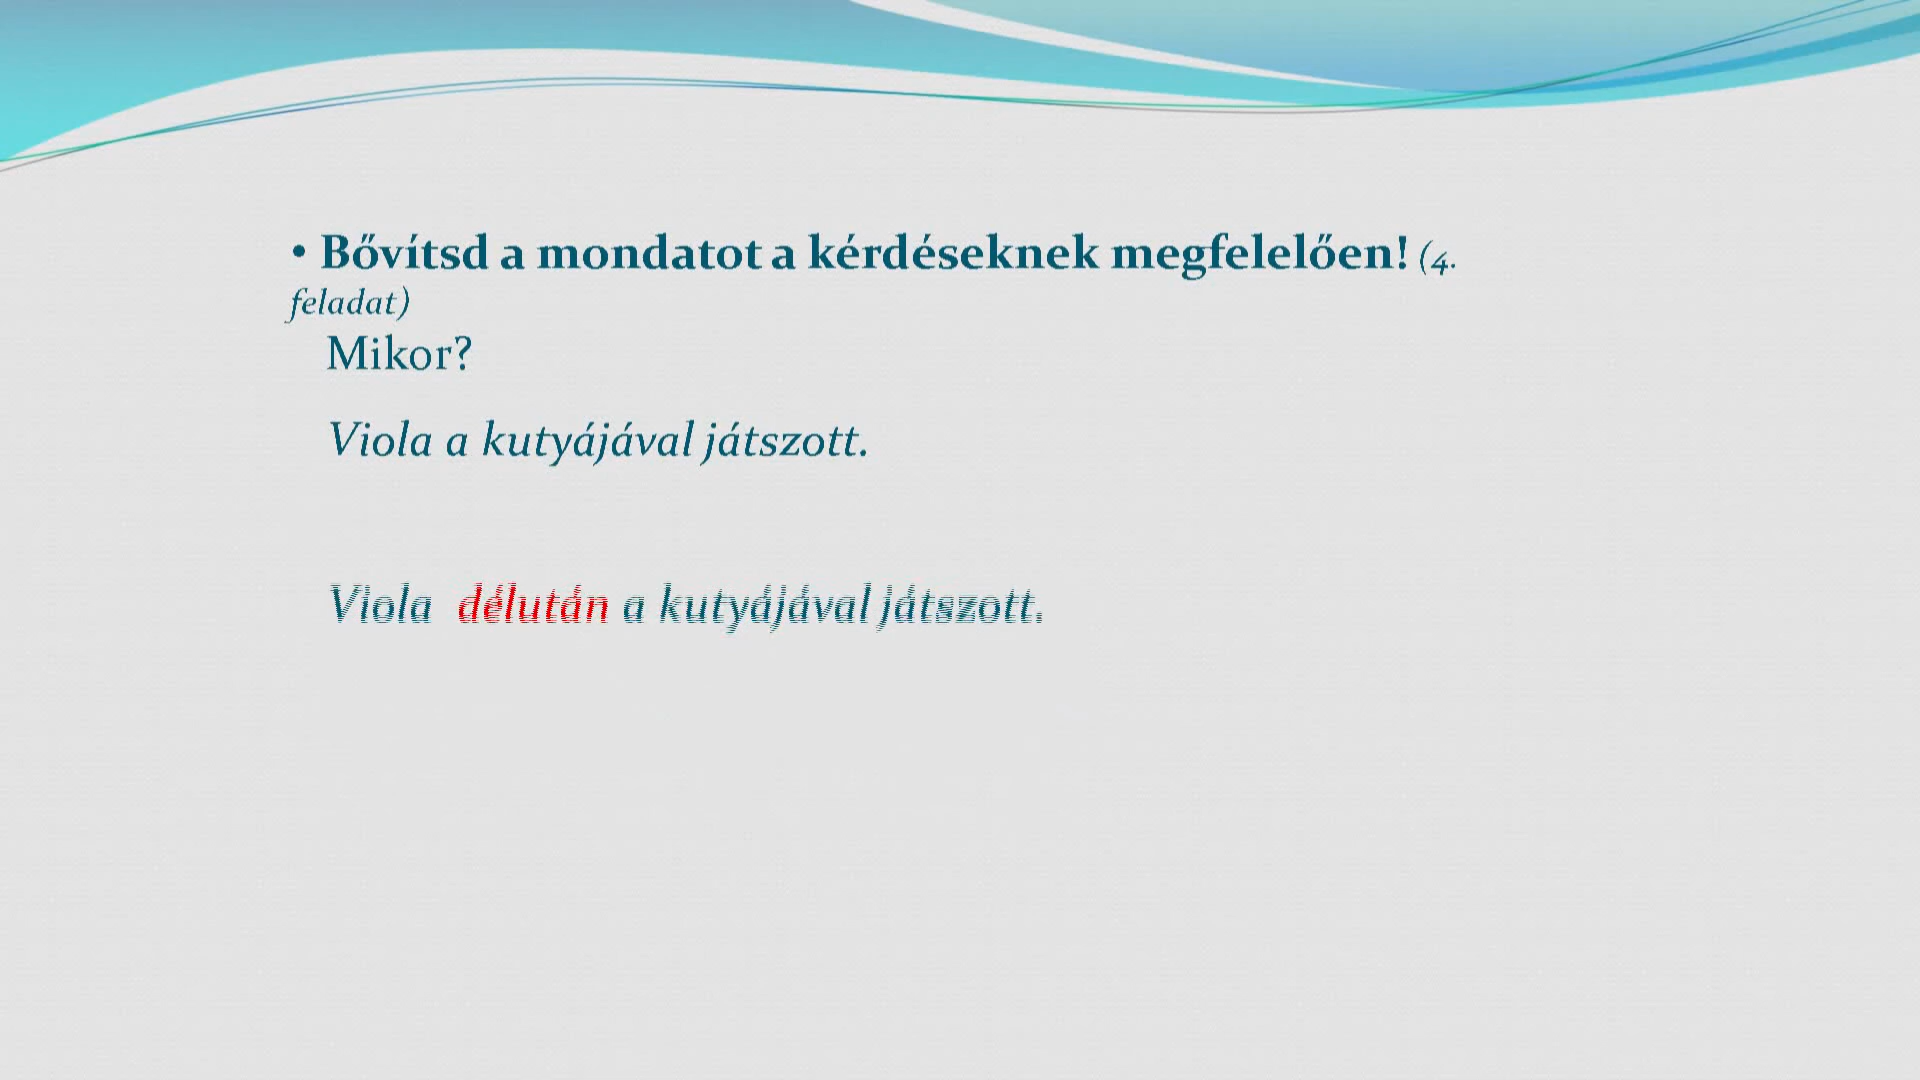 • Bővítsd a mondatot a kérdéseknek megfelelően! (4.
feladat)
Mikor?
Viola a kutyájával játszott.
Viola délután a kutyájával játszott.